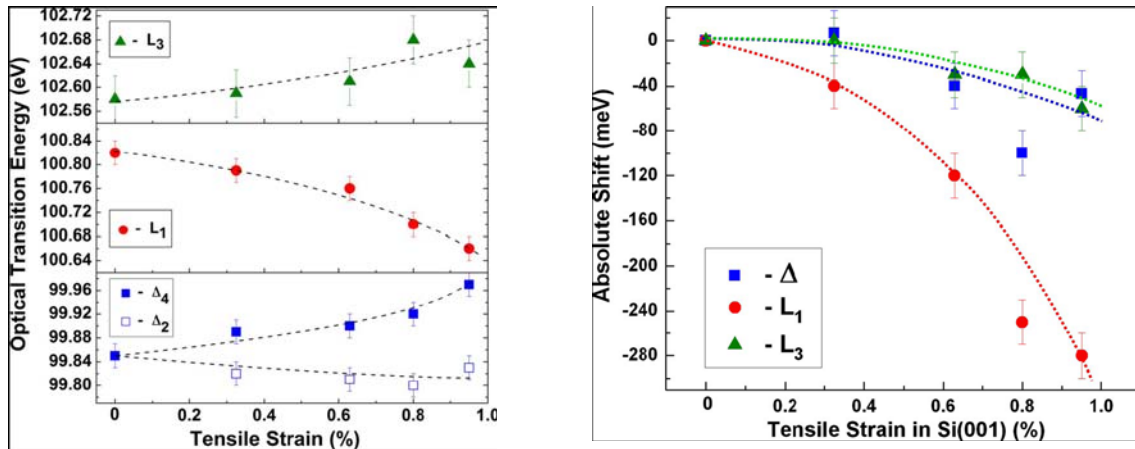 Optical Transition Energy (eV)
102.72
102.68
102.64
102.60
102.56
- L3
100.84
100.80
100.76
100.72
100.68
100.64
- L1
99.96
99.92
99.88
99.84
99.80
- Δ4
- Δ2
0 0.2 0.4 0.6 0.8 1.0
Tensile Strain (%)
Absolute Shift (meV)
0
-40
-80
-120
-160
-200
-240
-280
- Δ
- L1
- L3
0 0.2 0.4 0.6 0.8 1.0
Tensile Strain in Si(001) (%)